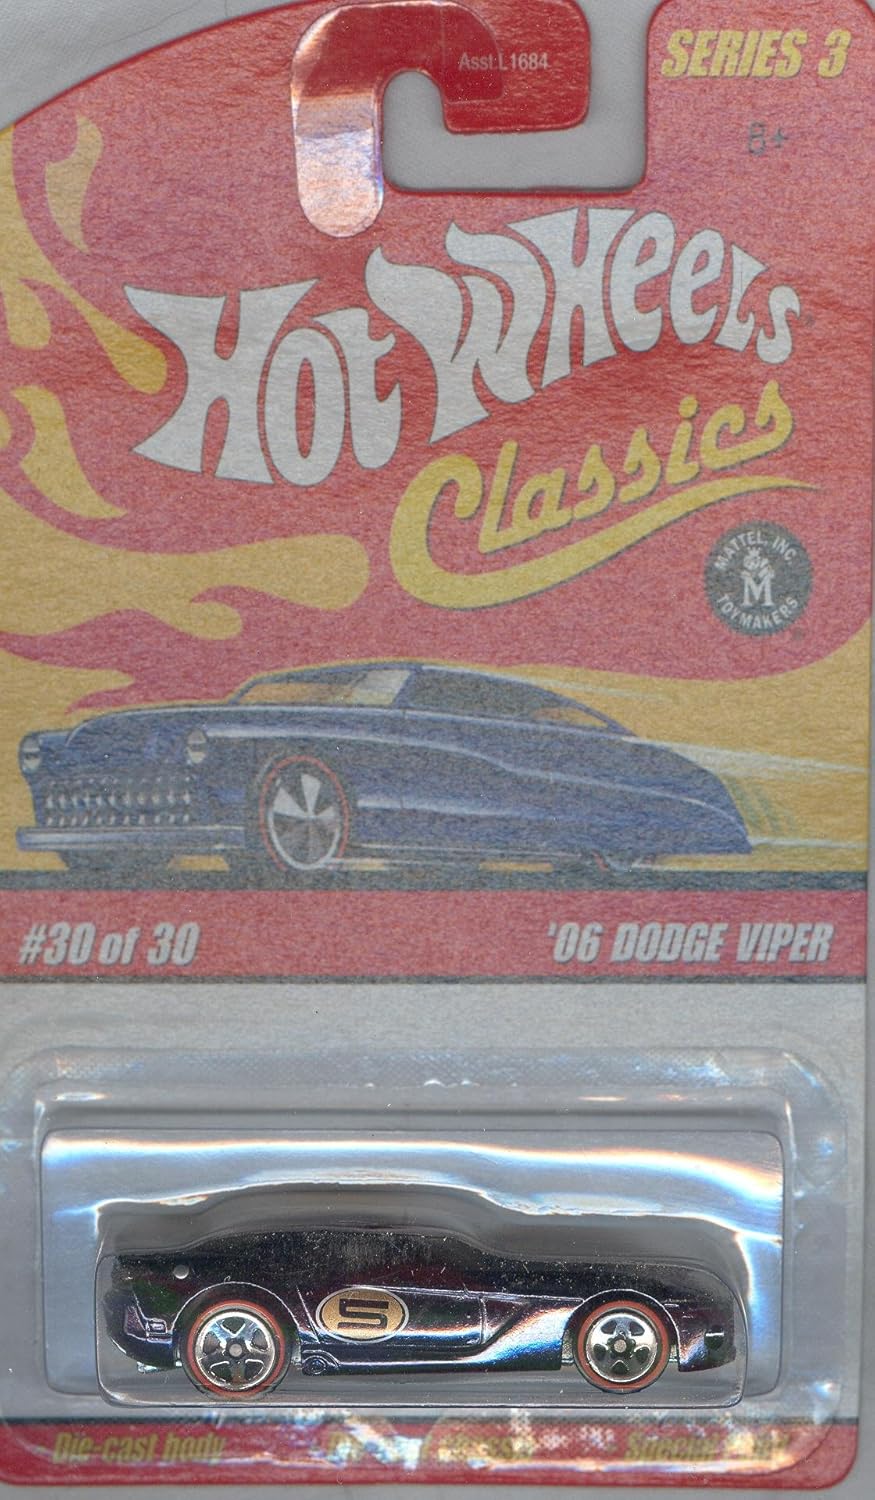 Asst.L1684
SERIES 3
8+
Hot Wheels
Classics
MATTEL, INC.
M
TOYMAKERS
#30 of 30
'06 DODGE V!PER
5
Die-cast body